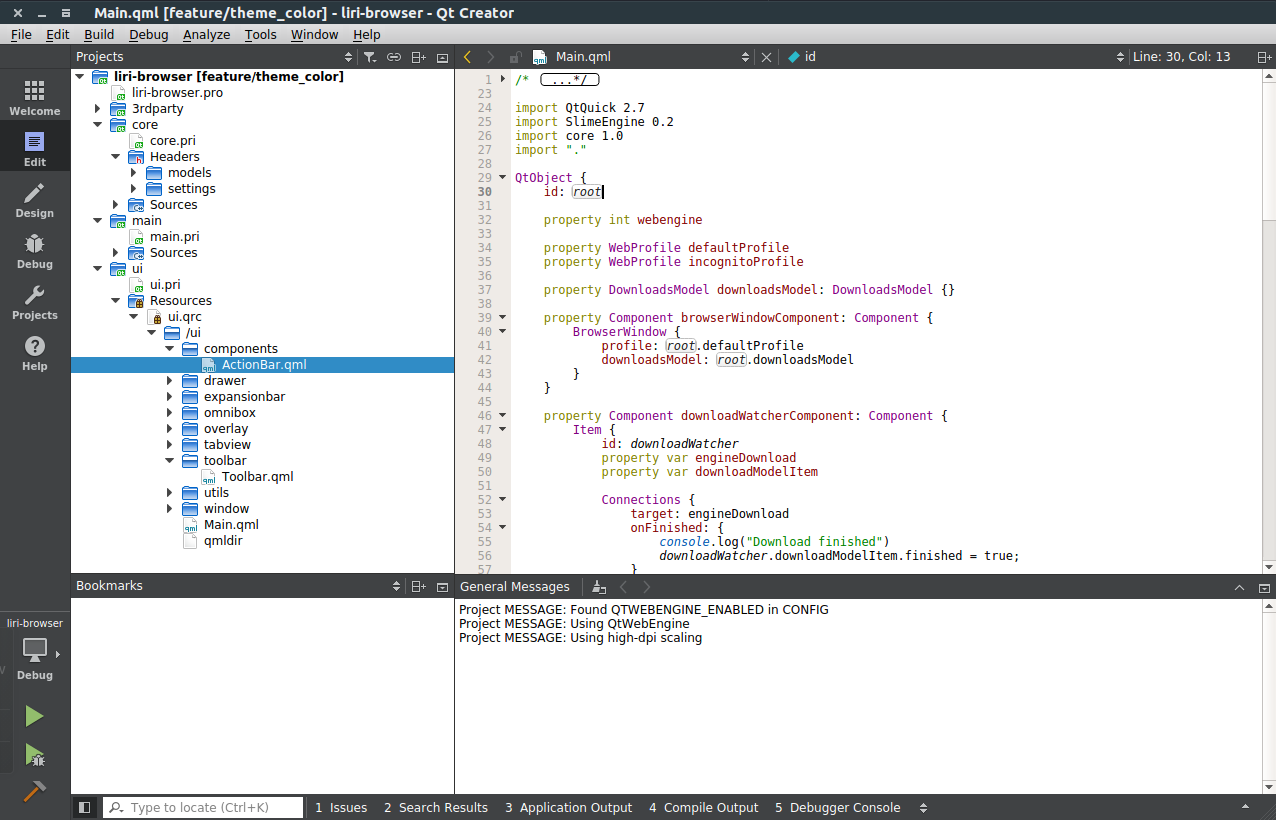 Main.qml [feature/theme_color] - liri-browser - Qt Creator
File Edit Build Debug Analyze Tools Window Help
Projects
Main.qml
id
Line: 30, Col: 13
Welcome
Edit
Design
Debug
Projects
Help
liri-browser [feature/theme_color]
liri-browser.pro
3rdparty
core
core.pri
Headers
models
settings
Sources
main
main.pri
Sources
ui
ui.pri
Resources
ui.qrc
/ui
components
ActionBar.qml
drawer
expansionbar
omnibox
overlay
tabview
toolbar
Toolbar.qml
utils
window
Main.qml
qmldir
1 /* ...*/
23
24 import QtQuick 2.7
25 import SlimeEngine 0.2
26 import core 1.0
27 import "."
28
29 QtObject {
30 id: root
31
32 property int webengine
33
34 property WebProfile defaultProfile
35 property WebProfile incognitoProfile
36
37 property DownloadsModel downloadsModel: DownloadsModel {}
38
39 property Component browserWindowComponent: Component {
40 BrowserWindow {
41 profile: root.defaultProfile
42 downloadsModel: root.downloadsModel
43 }
44 }
45
46 property Component downloadWatcherComponent: Component {
47 Item {
48 id: downloadWatcher
49 property var engineDownload
50 property var downloadModelItem
51
52 Connections {
53 target: engineDownload
54 onFinished: {
55 console.log("Download finished")
56 downloadWatcher.downloadModelItem.finished = true;
57 }
Bookmarks
General Messages
Project MESSAGE: Found QTWEBENGINE_ENABLED in CONFIG
Project MESSAGE: Using QtWebEngine
Project MESSAGE: Using high-dpi scaling
liri-browser
Debug
Type to locate (Ctrl+K)
1 Issues 2 Search Results 3 Application Output 4 Compile Output 5 Debugger Console